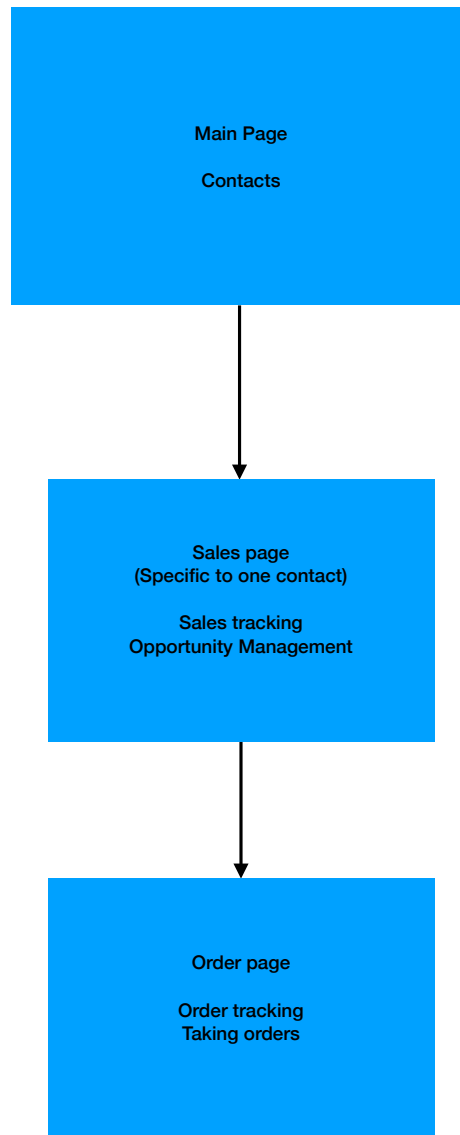 Main Page
Contacts
Sales page
(Specific to one contact)
Sales tracking
Opportunity Management
Order page
Order tracking
Taking orders